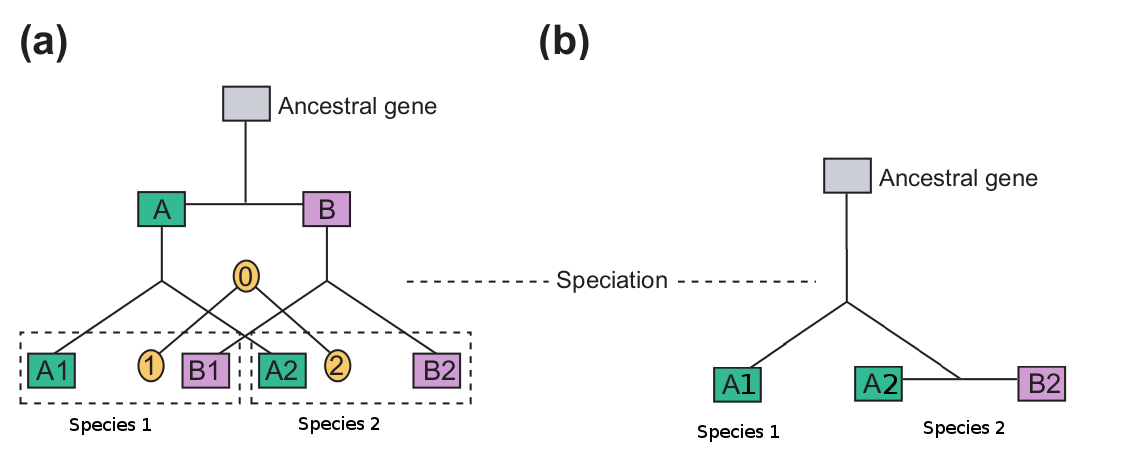 (a)
(b)
Ancestral gene
Ancestral gene
A
B
0
Speciation
A1
1
B1
A2
2
B2
A1
A2
B2
Species 1
Species 2
Species 1
Species 2